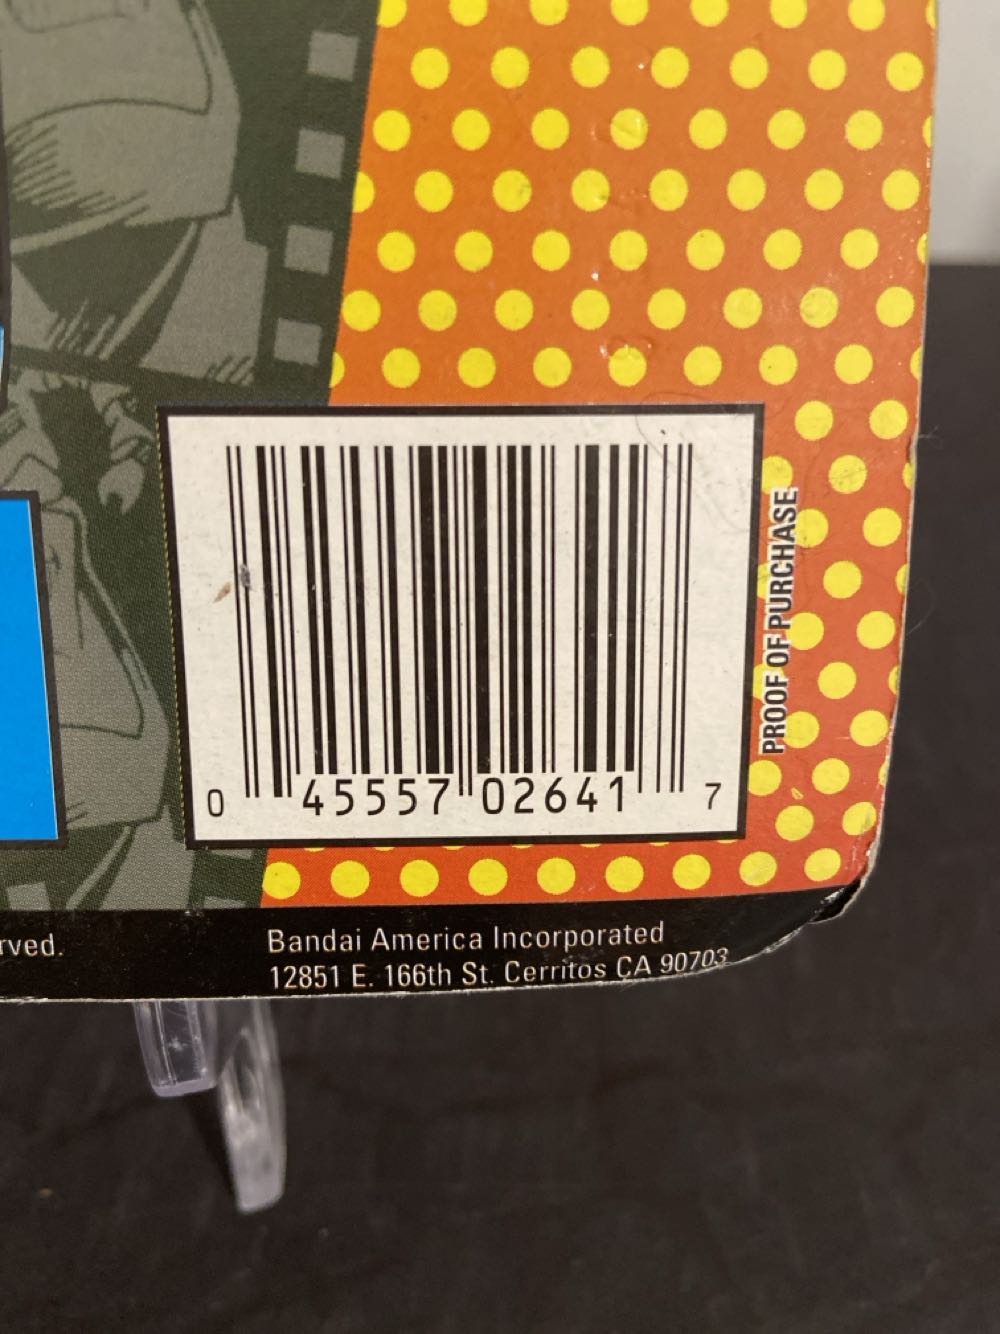 PROOF OF PURCHASE
0 45557 02641 7
rved.
Bandai America Incorporated
12851 E. 166th St. Cerritos CA 90703